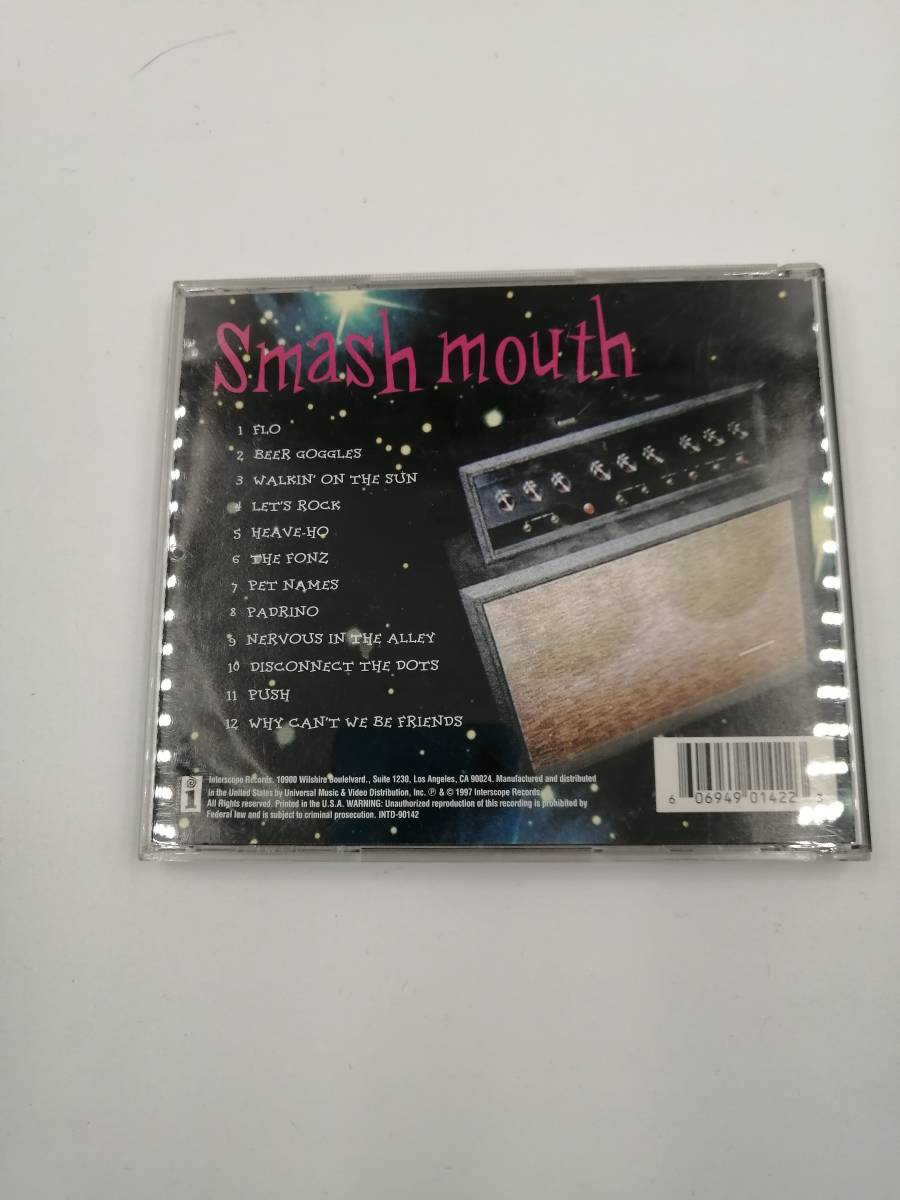 Smash mouth
1 FLO
2 BEER GOGGLES
3 WALKIN' ON THE SUN
4 LET'S ROCK
5 HEAVE-HO
6 THE FONZ
7 PET NAMES
8 PADRINO
9 NERVOUS IN THE ALLEY
10 DISCONNECT THE DOTS
11 PUSH
12 WHY CAN'T WE BE FRIENDS
i
Interscope Records, 10900 Wilshire Boulelvard., Suite 1230, Los Angeles, CA 90024. Manufactured and distributed
in the United States by Universal Music & Video Distribution, Inc. ℗ & © 1997 Interscope Records.
All Rights reserved. Printed in the U.S.A. WARNING: Unauthorized reproduction of this recording is prohibited by
Federal law and is subject to criminal prosecution. INTD-90142
6 06949 01422 3